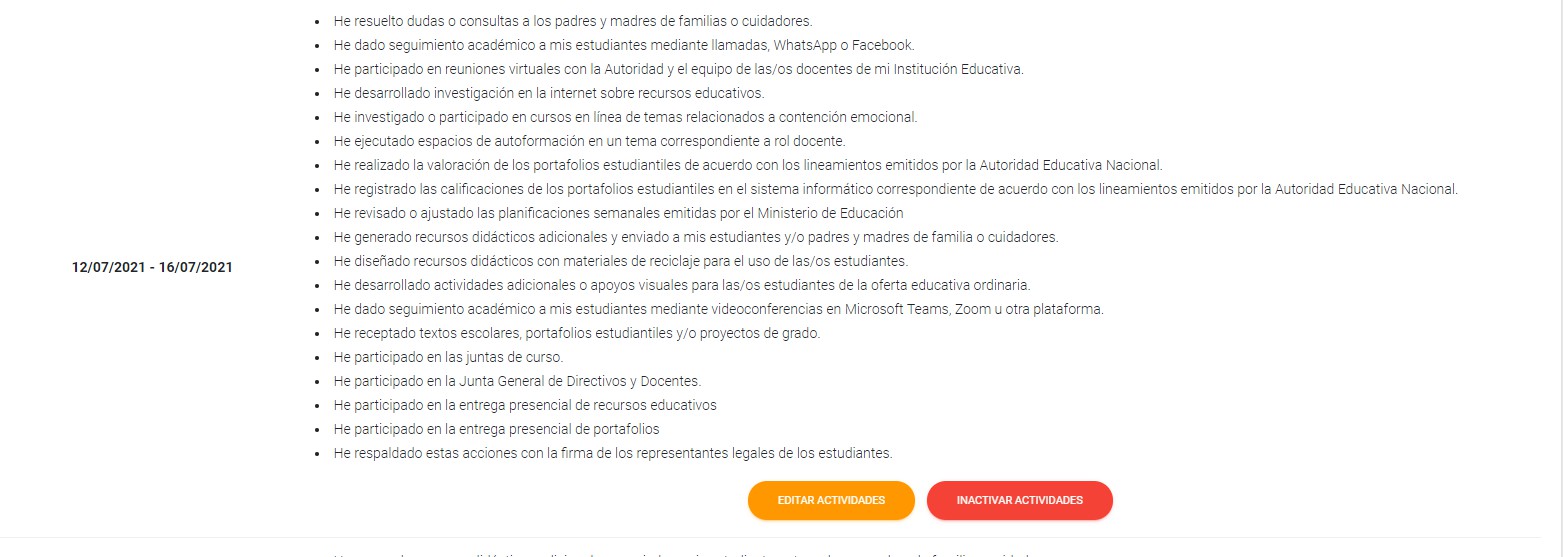 He resuelto dudas o consultas a los padres y madres de familias o cuidadores.
He dado seguimiento académico a mis estudiantes mediante llamadas, WhatsApp o Facebook.
He participado en reuniones virtuales con la Autoridad y el equipo de las/os docentes de mi Institución Educativa.
He desarrollado investigación en la internet sobre recursos educativos.
He investigado o participado en cursos en línea de temas relacionados a contención emocional.
He ejecutado espacios de autoformación en un tema correspondiente a rol docente.
He realizado la valoración de los portafolios estudiantiles de acuerdo con los lineamientos emitidos por la Autoridad Educativa Nacional.
He registrado las calificaciones de los portafolios estudiantiles en el sistema informático correspondiente de acuerdo con los lineamientos emitidos por la Autoridad Educativa Nacional.
He revisado o ajustado las planificaciones semanales emitidas por el Ministerio de Educación
He generado recursos didácticos adicionales y enviado a mis estudiantes y/o padres y madres de familia o cuidadores.
12/07/2021 - 16/07/2021
He diseñado recursos didácticos con materiales de reciclaje para el uso de las/os estudiantes.
He desarrollado actividades adicionales o apoyos visuales para las/os estudiantes de la oferta educativa ordinaria.
He dado seguimiento académico a mis estudiantes mediante videoconferencias en Microsoft Teams, Zoom u otra plataforma.
He receptado textos escolares, portafolios estudiantiles y/o proyectos de grado.
He participado en las juntas de curso.
He participado en la Junta General de Directivos y Docentes.
He participado en la entrega presencial de recursos educativos
He participado en la entrega presencial de portafolios
He respaldado estas acciones con la firma de los representantes legales de los estudiantes.
EDITAR ACTIVIDADES
INACTIVAR ACTIVIDADES